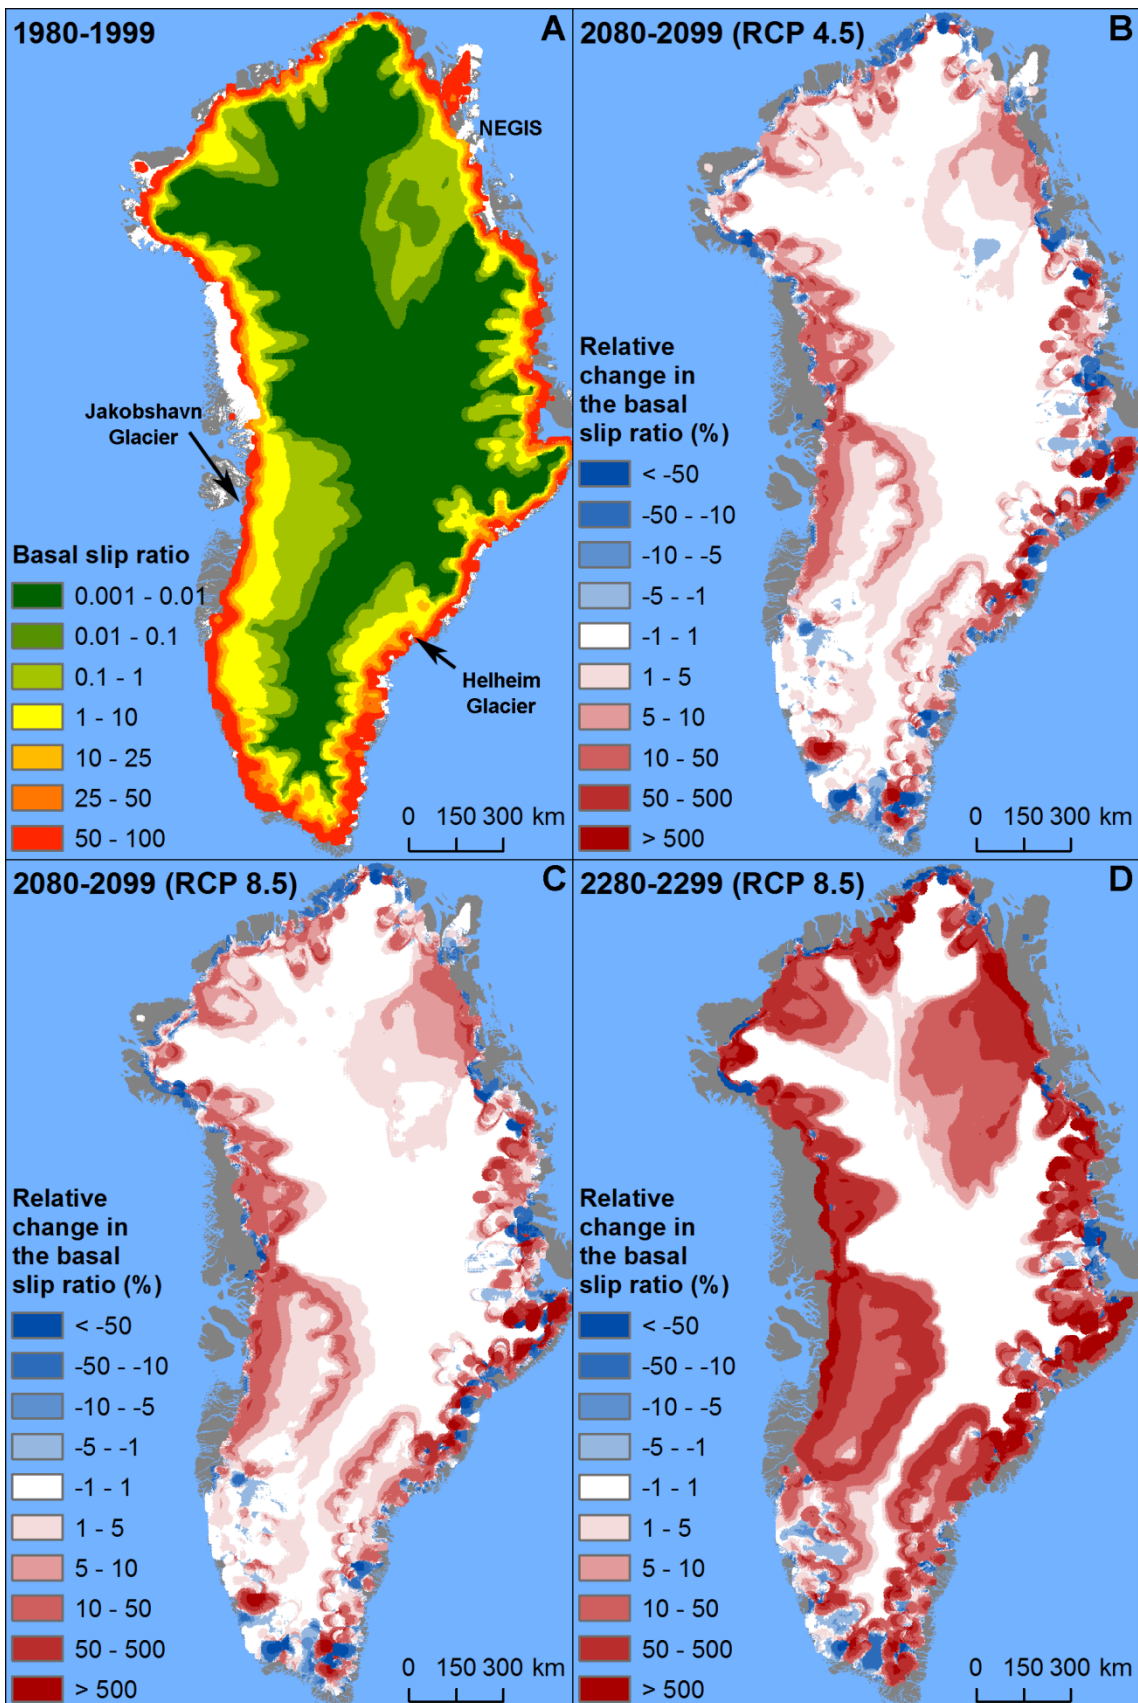 1980-1999
A
NEGIS
Jakobshavn
Glacier
Basal slip ratio
0.001 - 0.01
0.01 - 0.1
0.1 - 1
1 - 10
10 - 25
25 - 50
50 - 100
Helheim
Glacier
0 150 300 km
2080-2099 (RCP 4.5)
B
Relative
change in
the basal
slip ratio (%)
< -50
-50 - -10
-10 - -5
-5 - -1
-1 - 1
1 - 5
5 - 10
10 - 50
50 - 500
> 500
0 150 300 km
2080-2099 (RCP 8.5)
C
Relative
change in
the basal
slip ratio (%)
< -50
-50 - -10
-10 - -5
-5 - -1
-1 - 1
1 - 5
5 - 10
10 - 50
50 - 500
> 500
0 150 300 km
2280-2299 (RCP 8.5)
D
Relative
change in
the basal
slip ratio (%)
< -50
-50 - -10
-10 - -5
-5 - -1
-1 - 1
1 - 5
5 - 10
10 - 50
50 - 500
> 500
0 150 300 km